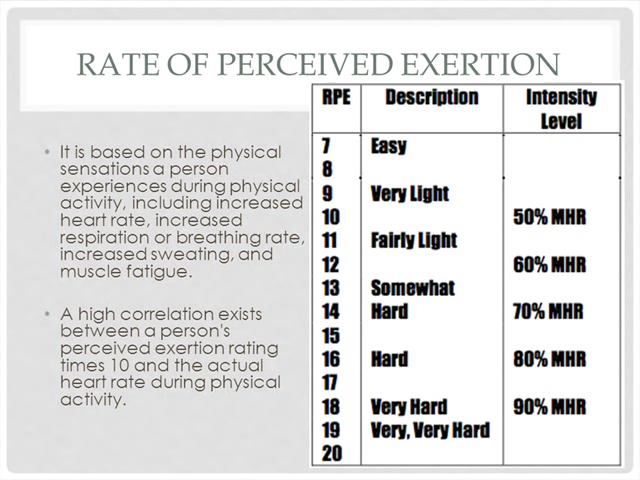 RATE OF PERCEIVED EXERTION
• It is based on the physical
sensations a person
experiences during physical
activity, including increased
heart rate, increased
respiration or breathing rate,
increased sweating, and
muscle fatigue.
• A high correlation exists
between a person's
perceived exertion rating
times 10 and the actual
heart rate during physical
activity.
RPE Description Intensity
Level
7 Easy
8
9 Very Light
10 50% MHR
11 Fairly Light
12 60% MHR
13 Somewhat
14 Hard 70% MHR
15
16 Hard 80% MHR
17
18 Very Hard 90% MHR
19 Very, Very Hard
20